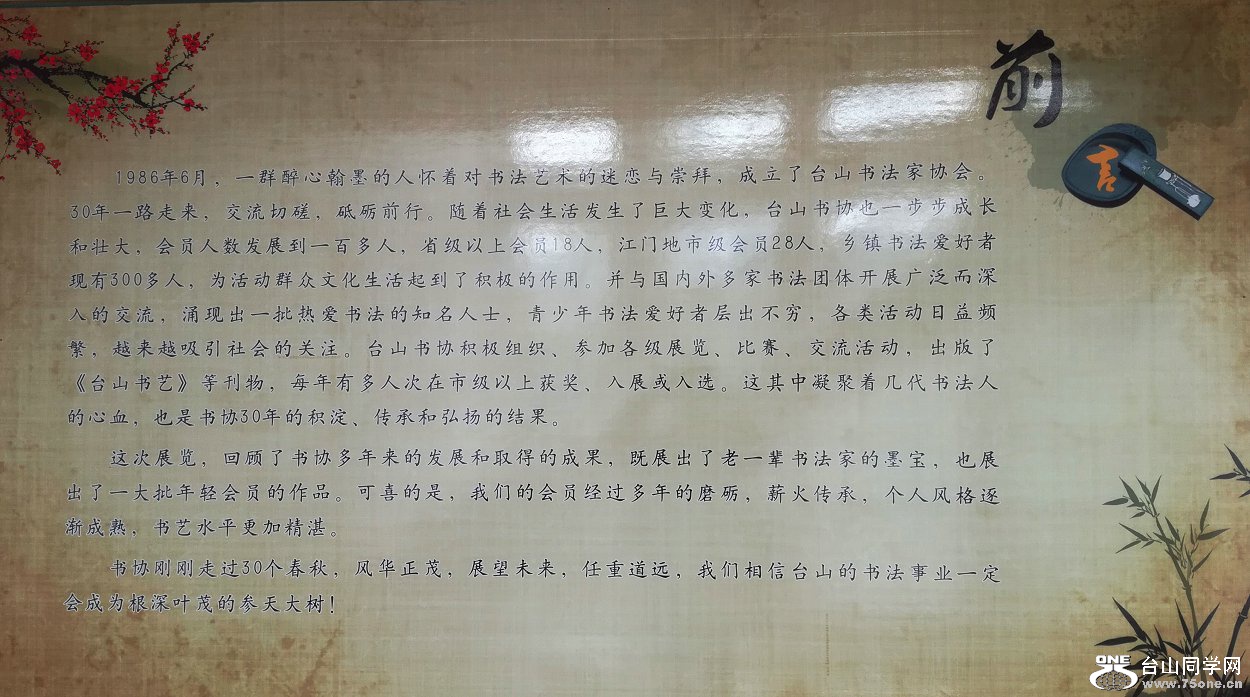 前
言
1986年6月，一群醉心翰墨的人怀着对书法艺术的迷恋与崇拜，成立了台山书法家协会。
30年一路走来，交流切磋，砥砺前行。随着社会生活发生了巨大变化，台山书协也一步步成长
和壮大，会员人数发展到一百多人，省级以上会员18人，江门地市级会员28人，乡镇书法爱好者
现有300多人，为活动群众文化生活起到了积极的作用。并与国内外多家书法团体开展广泛而深
入的交流，涌现出一批热爱书法的知名人士，青少年书法爱好者层出不穷，各类活动日益频
繁，越来越吸引社会的关注。台山书协积极组织、参加各级展览、比赛、交流活动，出版了
《台山书艺》等刊物，每年有多人次在市级以上获奖、入展或入选。这其中凝聚着几代书法人
的心血，也是书协30年的积淀、传承和弘扬的结果。
这次展览，回顾了书协多年来的发展和取得的成果，既展出了老一辈书法家的墨宝，也展
出了一大批年轻会员的作品。可喜的是，我们的会员经过多年的磨砺，薪火传承，个人风格逐
渐成熟，书艺水平更加精湛。
书协刚刚走过30个春秋，风华正茂，展望未来，任重道远，我们相信台山的书法事业一定
会成为根深叶茂的参天大树！
ONE 台山同学网
75 www.75one.cn